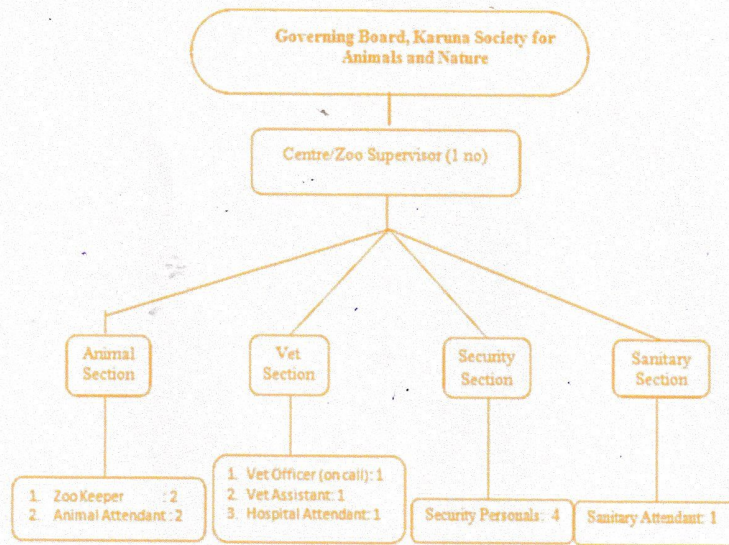 Governing Board, Karuna Society for
Animals and Nature
Centre/Zoo Supervisor (1 no)
Animal
Section
Vet
Section
Security
Section
Sanitary
Section
1. Zoo Keeper : 2
2. Animal Attendant : 2
1. Vet Officer (on call) : 1
2. Vet Assistant : 1
3. Hospital Attendant : 1
Security Personals: 4
Sanitary Attendant: 1